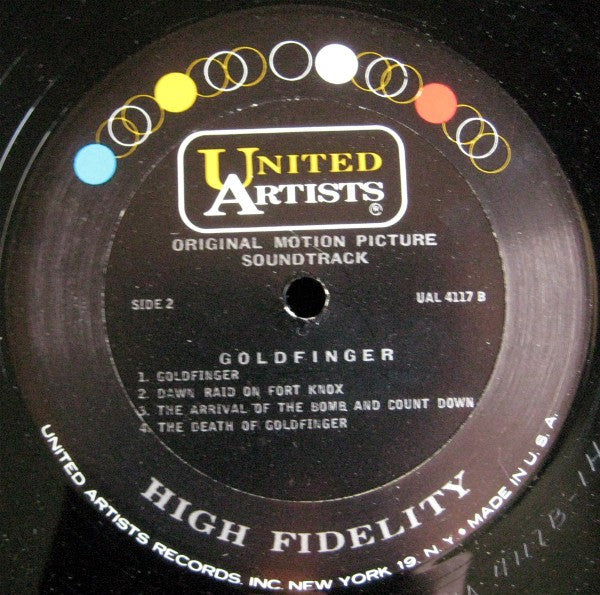 UNITED
ARTISTS
®
ORIGINAL MOTION PICTURE
SOUNDTRACK
SIDE 2
UAL 4117 B
GOLDFINGER
1. GOLDFINGER
2. DAWN RAID ON FORT KNOX
3. THE ARRIVAL OF THE BOMB AND COUNT DOWN
4. THE DEATH OF GOLDFINGER
HIGH FIDELITY
UNITED ARTISTS RECORDS, INC. NEW YORK 19, N.Y. • MADE IN U.S.A.